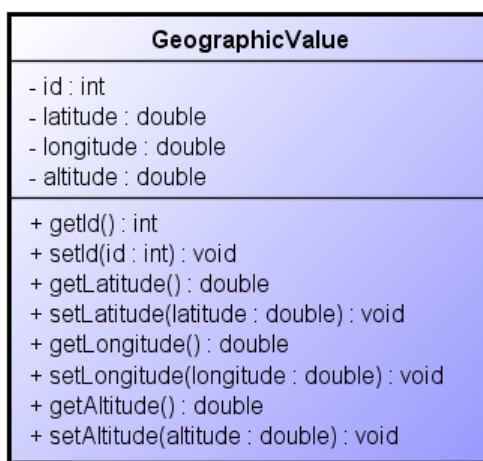 GeographicValue
- id : int
- latitude : double
- longitude : double
- altitude : double
+ getId() : int
+ setId(id : int) : void
+ getLatitude() : double
+ setLatitude(latitude : double) : void
+ getLongitude() : double
+ setLongitude(longitude : double) : void
+ getAltitude() : double
+ setAltitude(altitude : double) : void